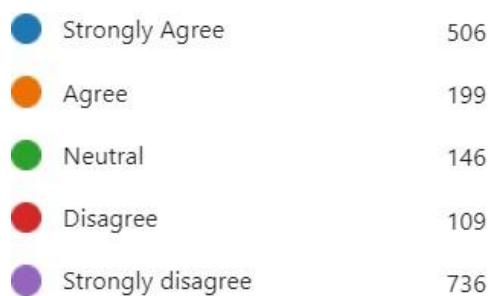 Strongly Agree 506
Agree 199
Neutral 146
Disagree 109
Strongly disagree 736